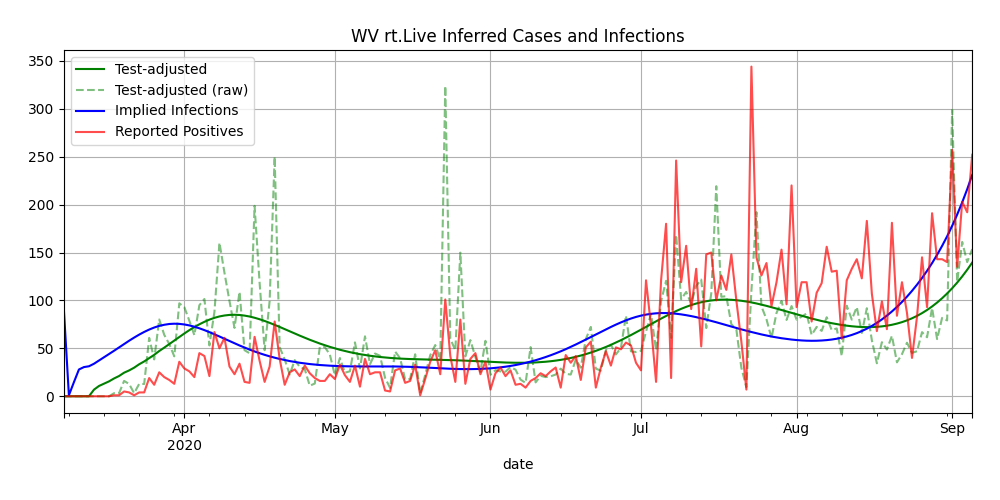 WV rt.Live Inferred Cases and Infections
Test-adjusted
Test-adjusted (raw)
Implied Infections
Reported Positives
350
300
250
200
150
100
50
0
Apr
2020
May
Jun
Jul
Aug
Sep
date